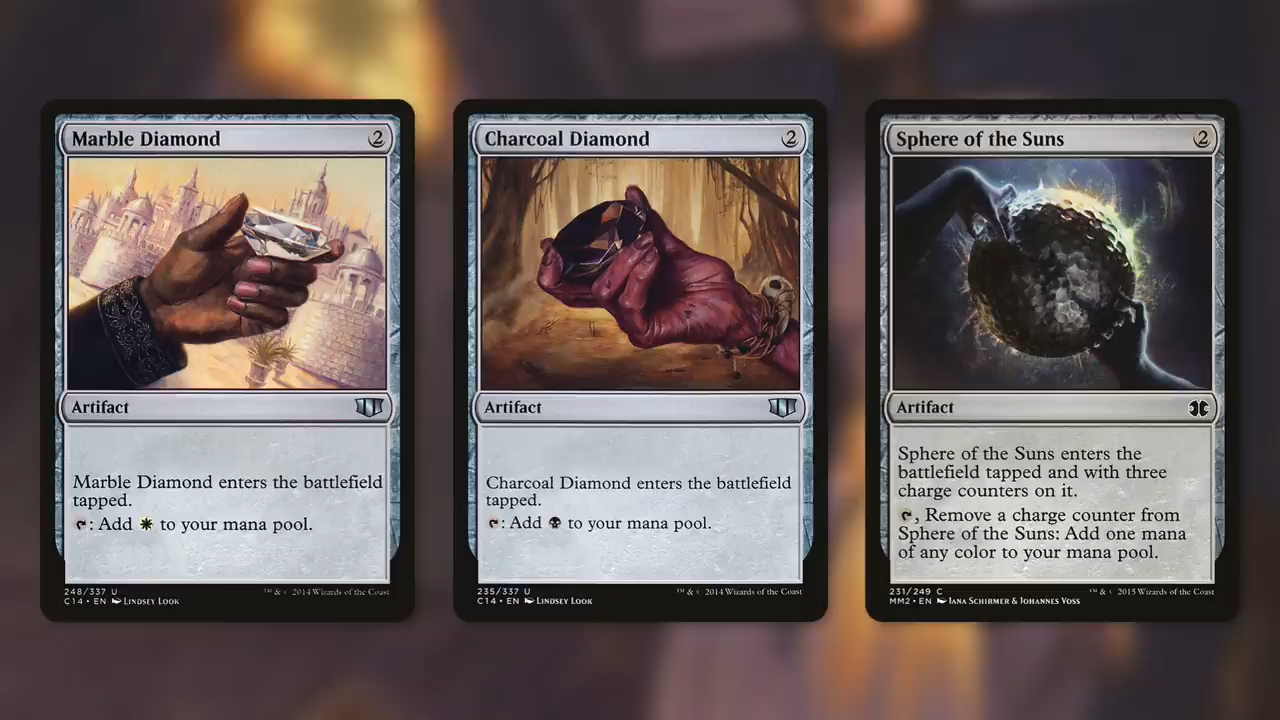 Marble Diamond 2
Artifact
Marble Diamond enters the battlefield
tapped.
: Add to your mana pool.
248/337 U
C14 • EN Lindsey Look
™ & © 2014 Wizards of the Coast
Charcoal Diamond 2
Artifact
Charcoal Diamond enters the battlefield
tapped.
: Add to your mana pool.
235/337 U
C14 • EN Lindsey Look
™ & © 2014 Wizards of the Coast
Sphere of the Suns 2
Artifact
Sphere of the Suns enters the
battlefield tapped and with three
charge counters on it.
, Remove a charge counter from
Sphere of the Suns: Add one mana
of any color to your mana pool.
231/249 C
MM2 • EN Jana Schirmer & Johannes Voss
™ & © 2015 Wizards of the Coast